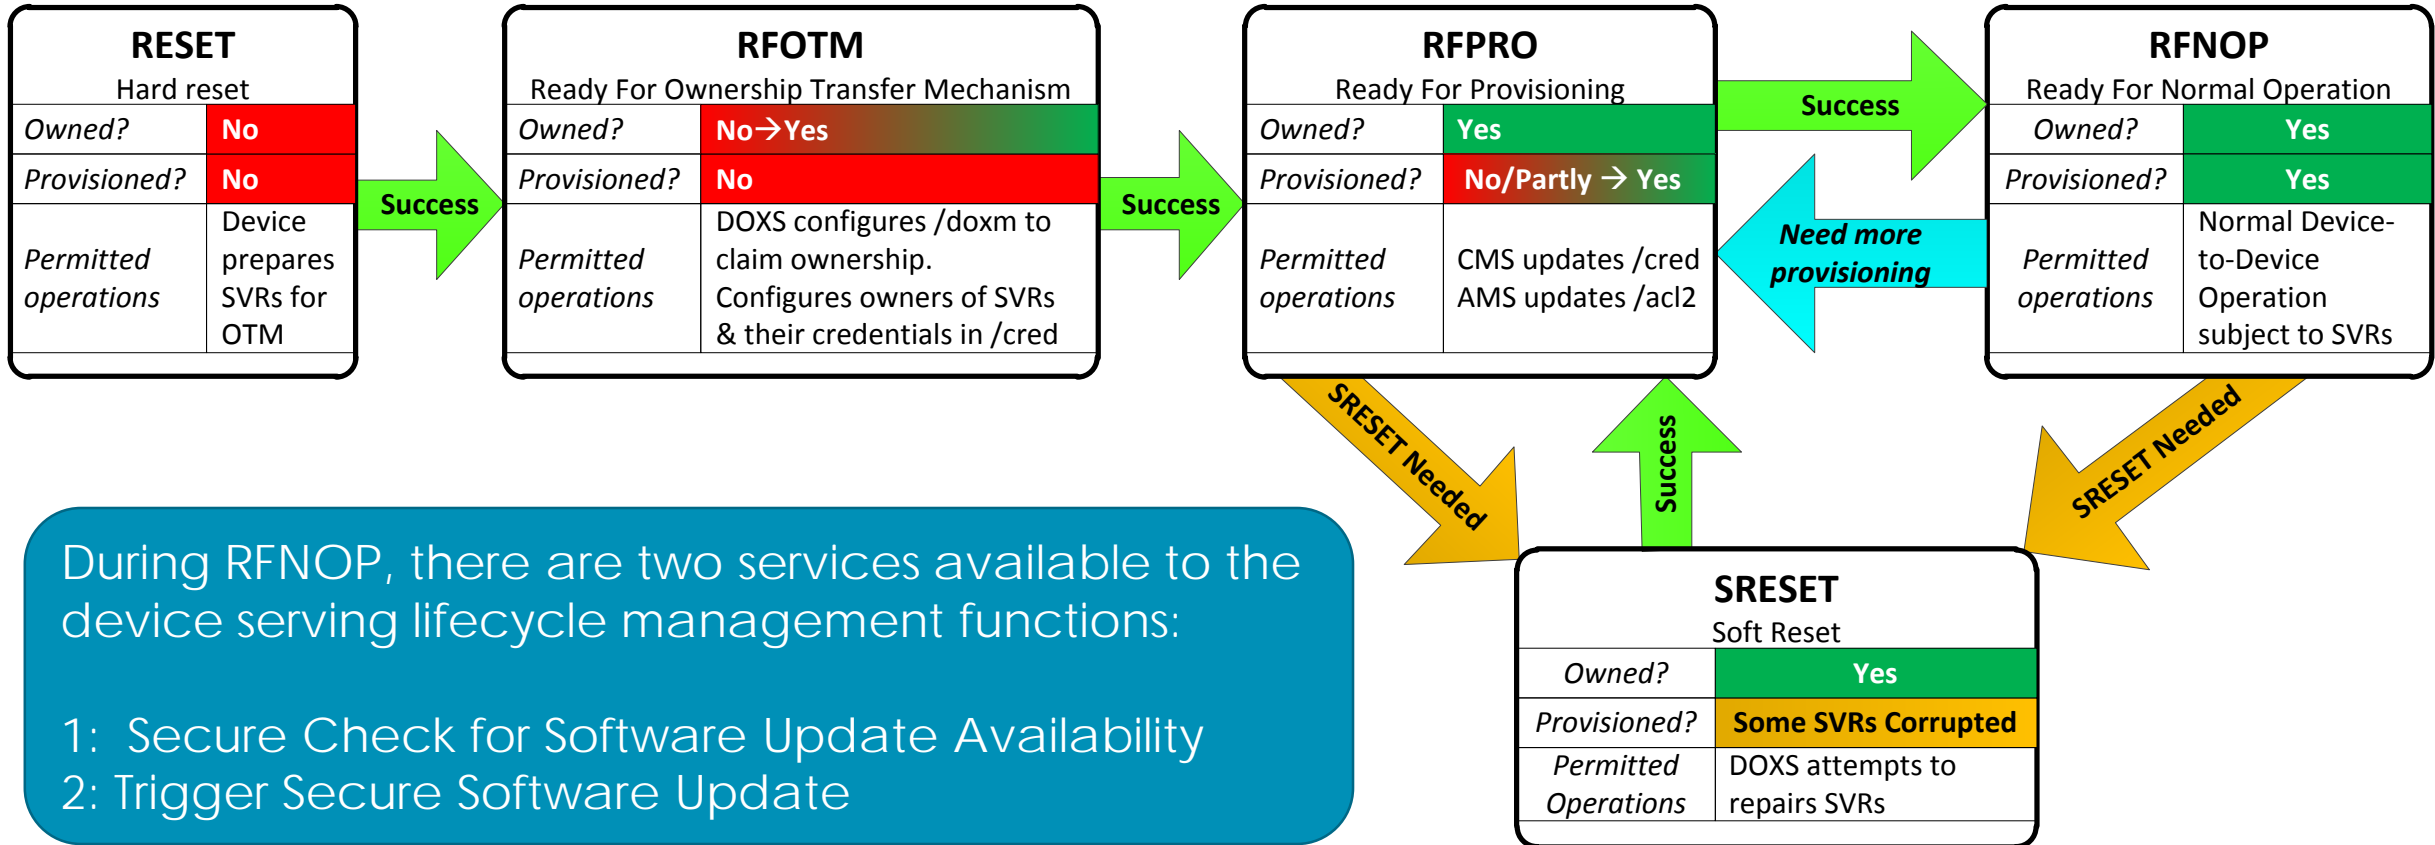 RESET
Hard reset
Owned? No
Provisioned? No
Permitted operations
Device
prepares
SVRs for
OTM
Success
RFOTM
Ready For Ownership Transfer Mechanism
Owned? No→Yes
Provisioned? No
Permitted operations
DOXS configures /doxm to
claim ownership.
Configures owners of SVRs
& their credentials in /cred
Success
RFPRO
Ready For Provisioning
Owned? Yes
Provisioned? No/Partly → Yes
Permitted operations
CMS updates /cred
AMS updates /acl2
Success
Need more
provisioning
RFNOP
Ready For Normal Operation
Owned? Yes
Provisioned? Yes
Permitted operations
Normal Device-
to-Device
Operation
subject to SVRs
SRESET Needed
Success
SRESET Needed
During RFNOP, there are two services available to the
device serving lifecycle management functions:
1: Secure Check for Software Update Availability
2: Trigger Secure Software Update
SRESET
Soft Reset
Owned? Yes
Provisioned? Some SVRs Corrupted
Permitted Operations
DOXS attempts to
repairs SVRs